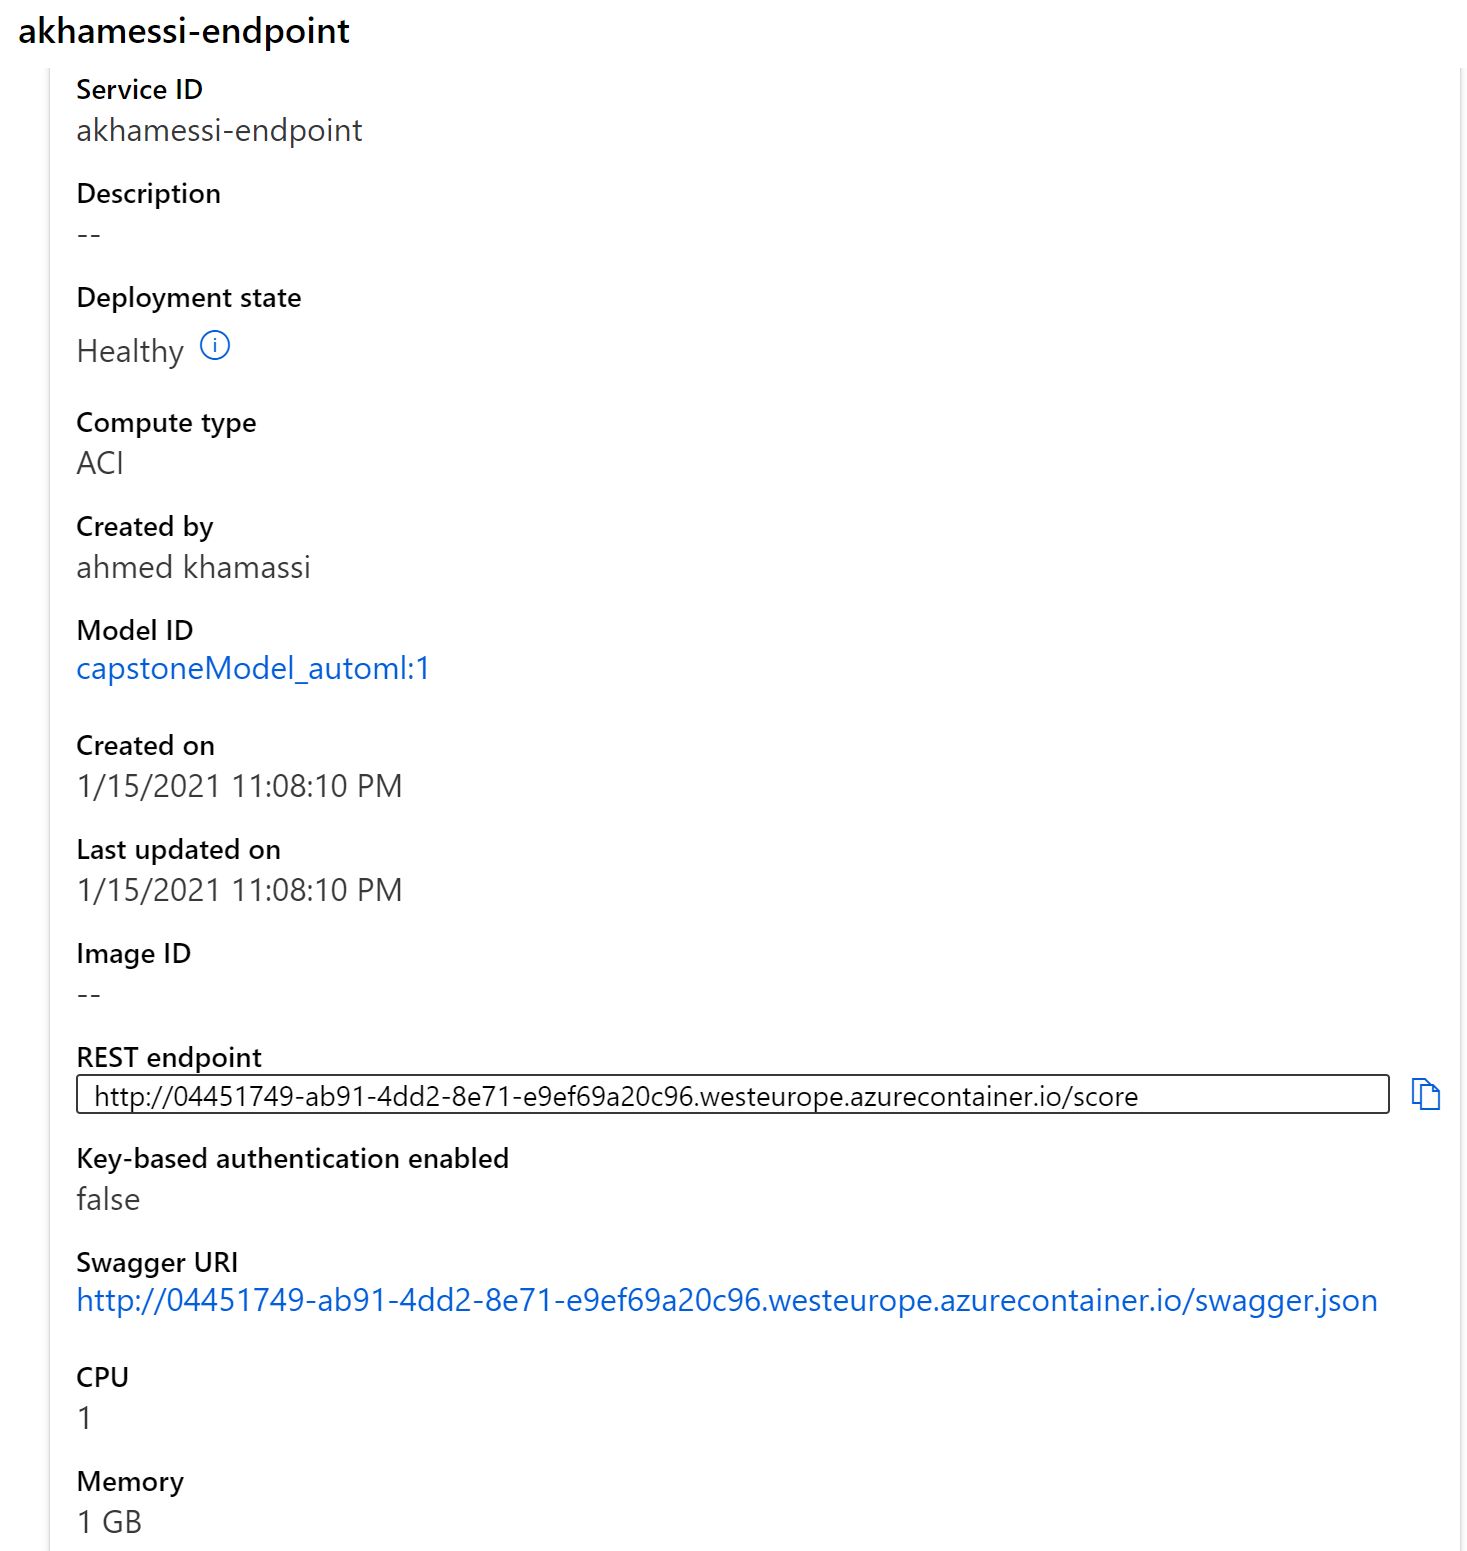 akhamessi-endpoint
Service ID
akhamessi-endpoint
Description
--
Deployment state
Healthy
Compute type
ACI
Created by
ahmed khamassi
Model ID
capstoneModel_automl:1
Created on
1/15/2021 11:08:10 PM
Last updated on
1/15/2021 11:08:10 PM
Image ID
--
REST endpoint
http://04451749-ab91-4dd2-8e71-e9ef69a20c96.westeurope.azurecontainer.io/score
Key-based authentication enabled
false
Swagger URI
http://04451749-ab91-4dd2-8e71-e9ef69a20c96.westeurope.azurecontainer.io/swagger.json
CPU
1
Memory
1 GB